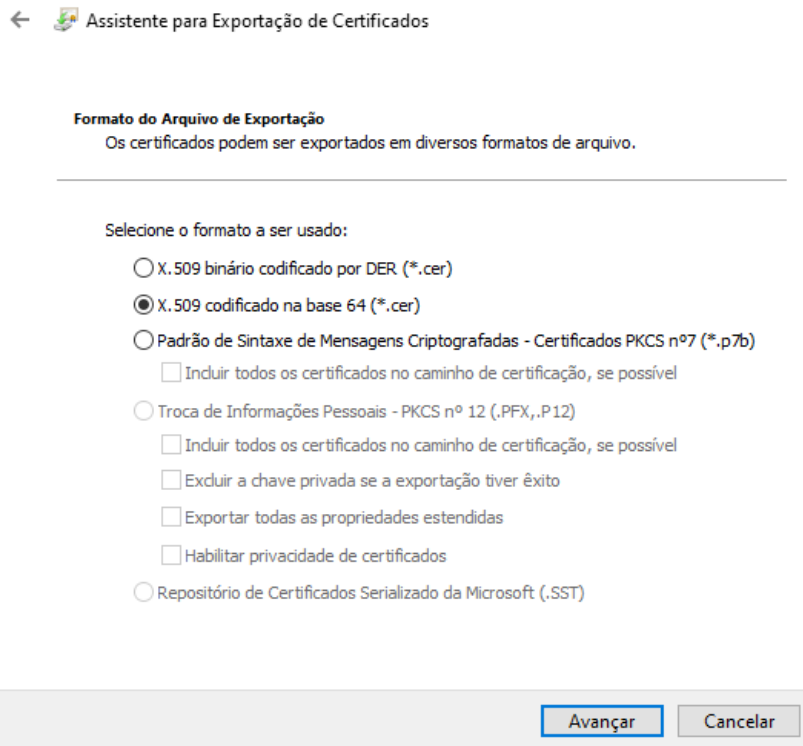 Assistente para Exportação de Certificados
Formato do Arquivo de Exportação
Os certificados podem ser exportados em diversos formatos de arquivo.
Selecione o formato a ser usado:
X.509 binário codificado por DER (*.cer)
X.509 codificado na base 64 (*.cer)
Padrão de Sintaxe de Mensagens Criptografadas - Certificados PKCS nº7 (*.p7b)
Incluir todos os certificados no caminho de certificação, se possível
Troca de Informações Pessoais - PKCS nº 12 (.PFX,.P12)
Incluir todos os certificados no caminho de certificação, se possível
Excluir a chave privada se a exportação tiver êxito
Exportar todas as propriedades estendidas
Habilitar privacidade de certificados
Repositório de Certificados Serializado da Microsoft (.SST)
Avançar Cancelar